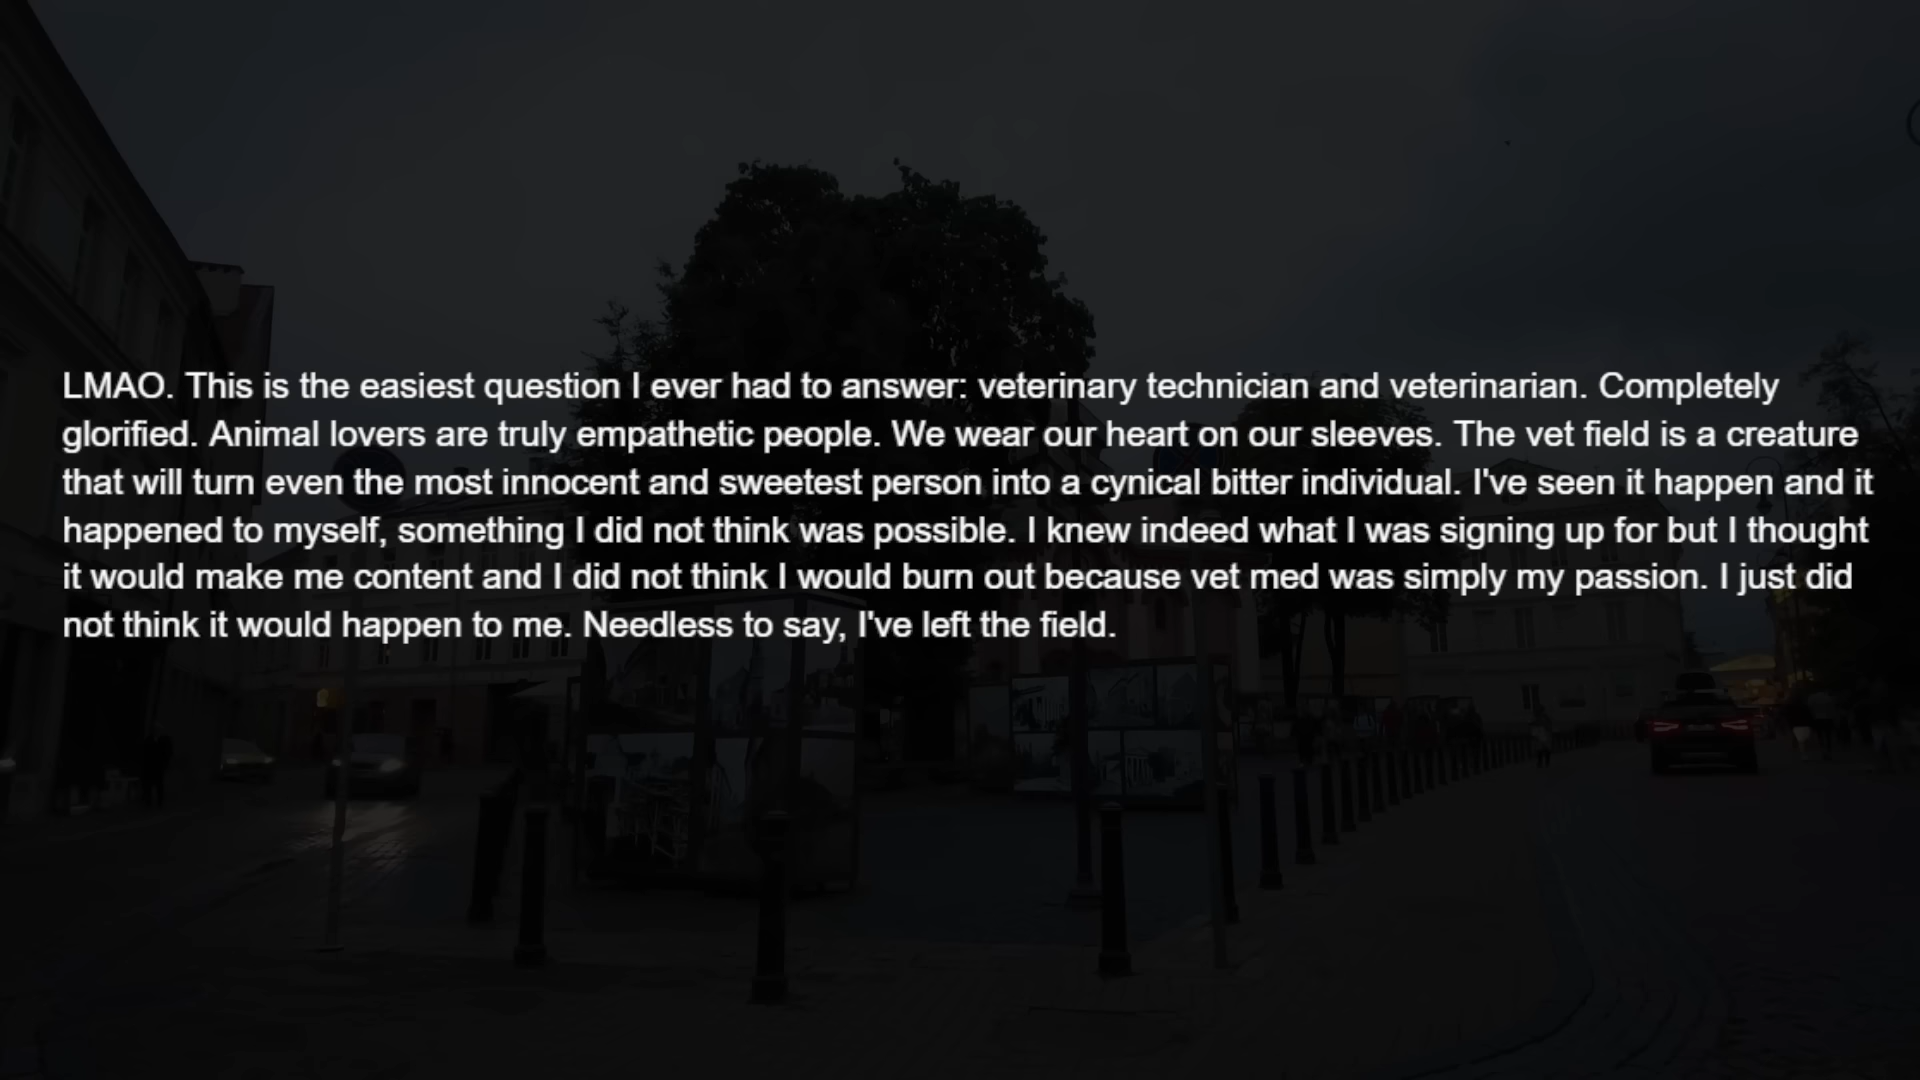 LMAO. This is the easiest question I ever had to answer: veterinary technician and veterinarian. Completely
glorified. Animal lovers are truly empathetic people. We wear our heart on our sleeves. The vet field is a creature
that will turn even the most innocent and sweetest person into a cynical bitter individual. I've seen it happen and it
happened to myself, something I did not think was possible. I knew indeed what I was signing up for but I thought
it would make me content and I did not think I would burn out because vet med was simply my passion. I just did
not think it would happen to me. Needless to say, I've left the field.